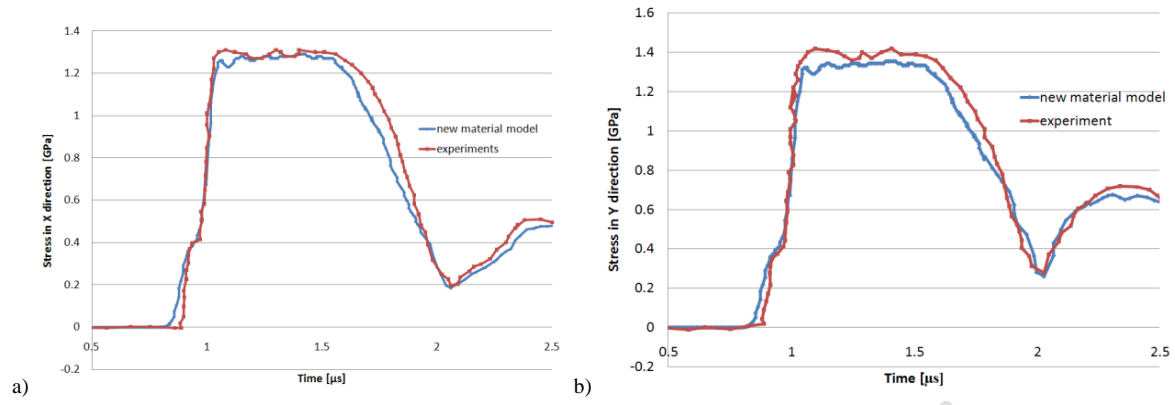 a)
Stress in X direction [GPa]
1.4
1.2
1
0.8
0.6
0.4
0.2
0
-0.2
0.5
1
1.5
2
2.5
Time [μs]
new material model
experiments
b)
Stress in Y direction [GPa]
1.6
1.4
1.2
1
0.8
0.6
0.4
0.2
0
-0.2
0.5
1
1.5
2
2.5
Time [μs]
new material model
experiment